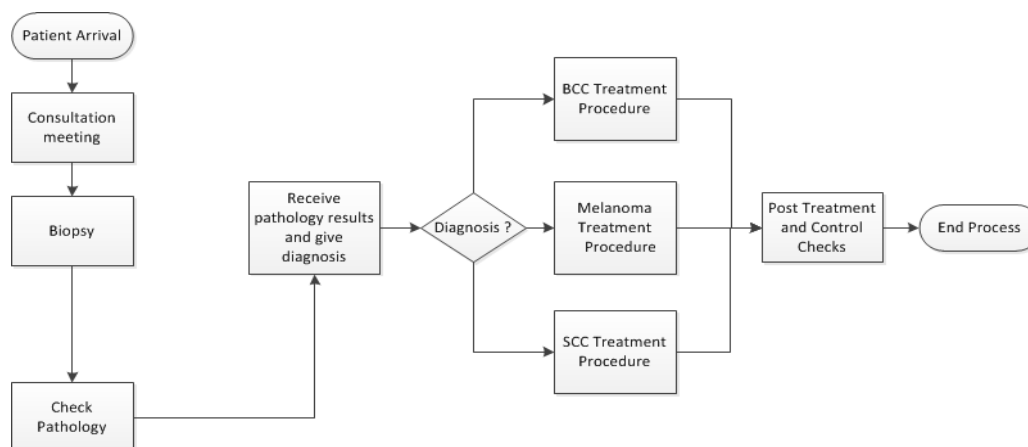 Patient Arrival
Consultation
meeting
Biopsy
Check
Pathology
Receive
pathology results
and give
diagnosis
Diagnosis ?
BCC Treatment
Procedure
Melanoma
Treatment
Procedure
SCC Treatment
Procedure
Post Treatment
and Control
Checks
End Process